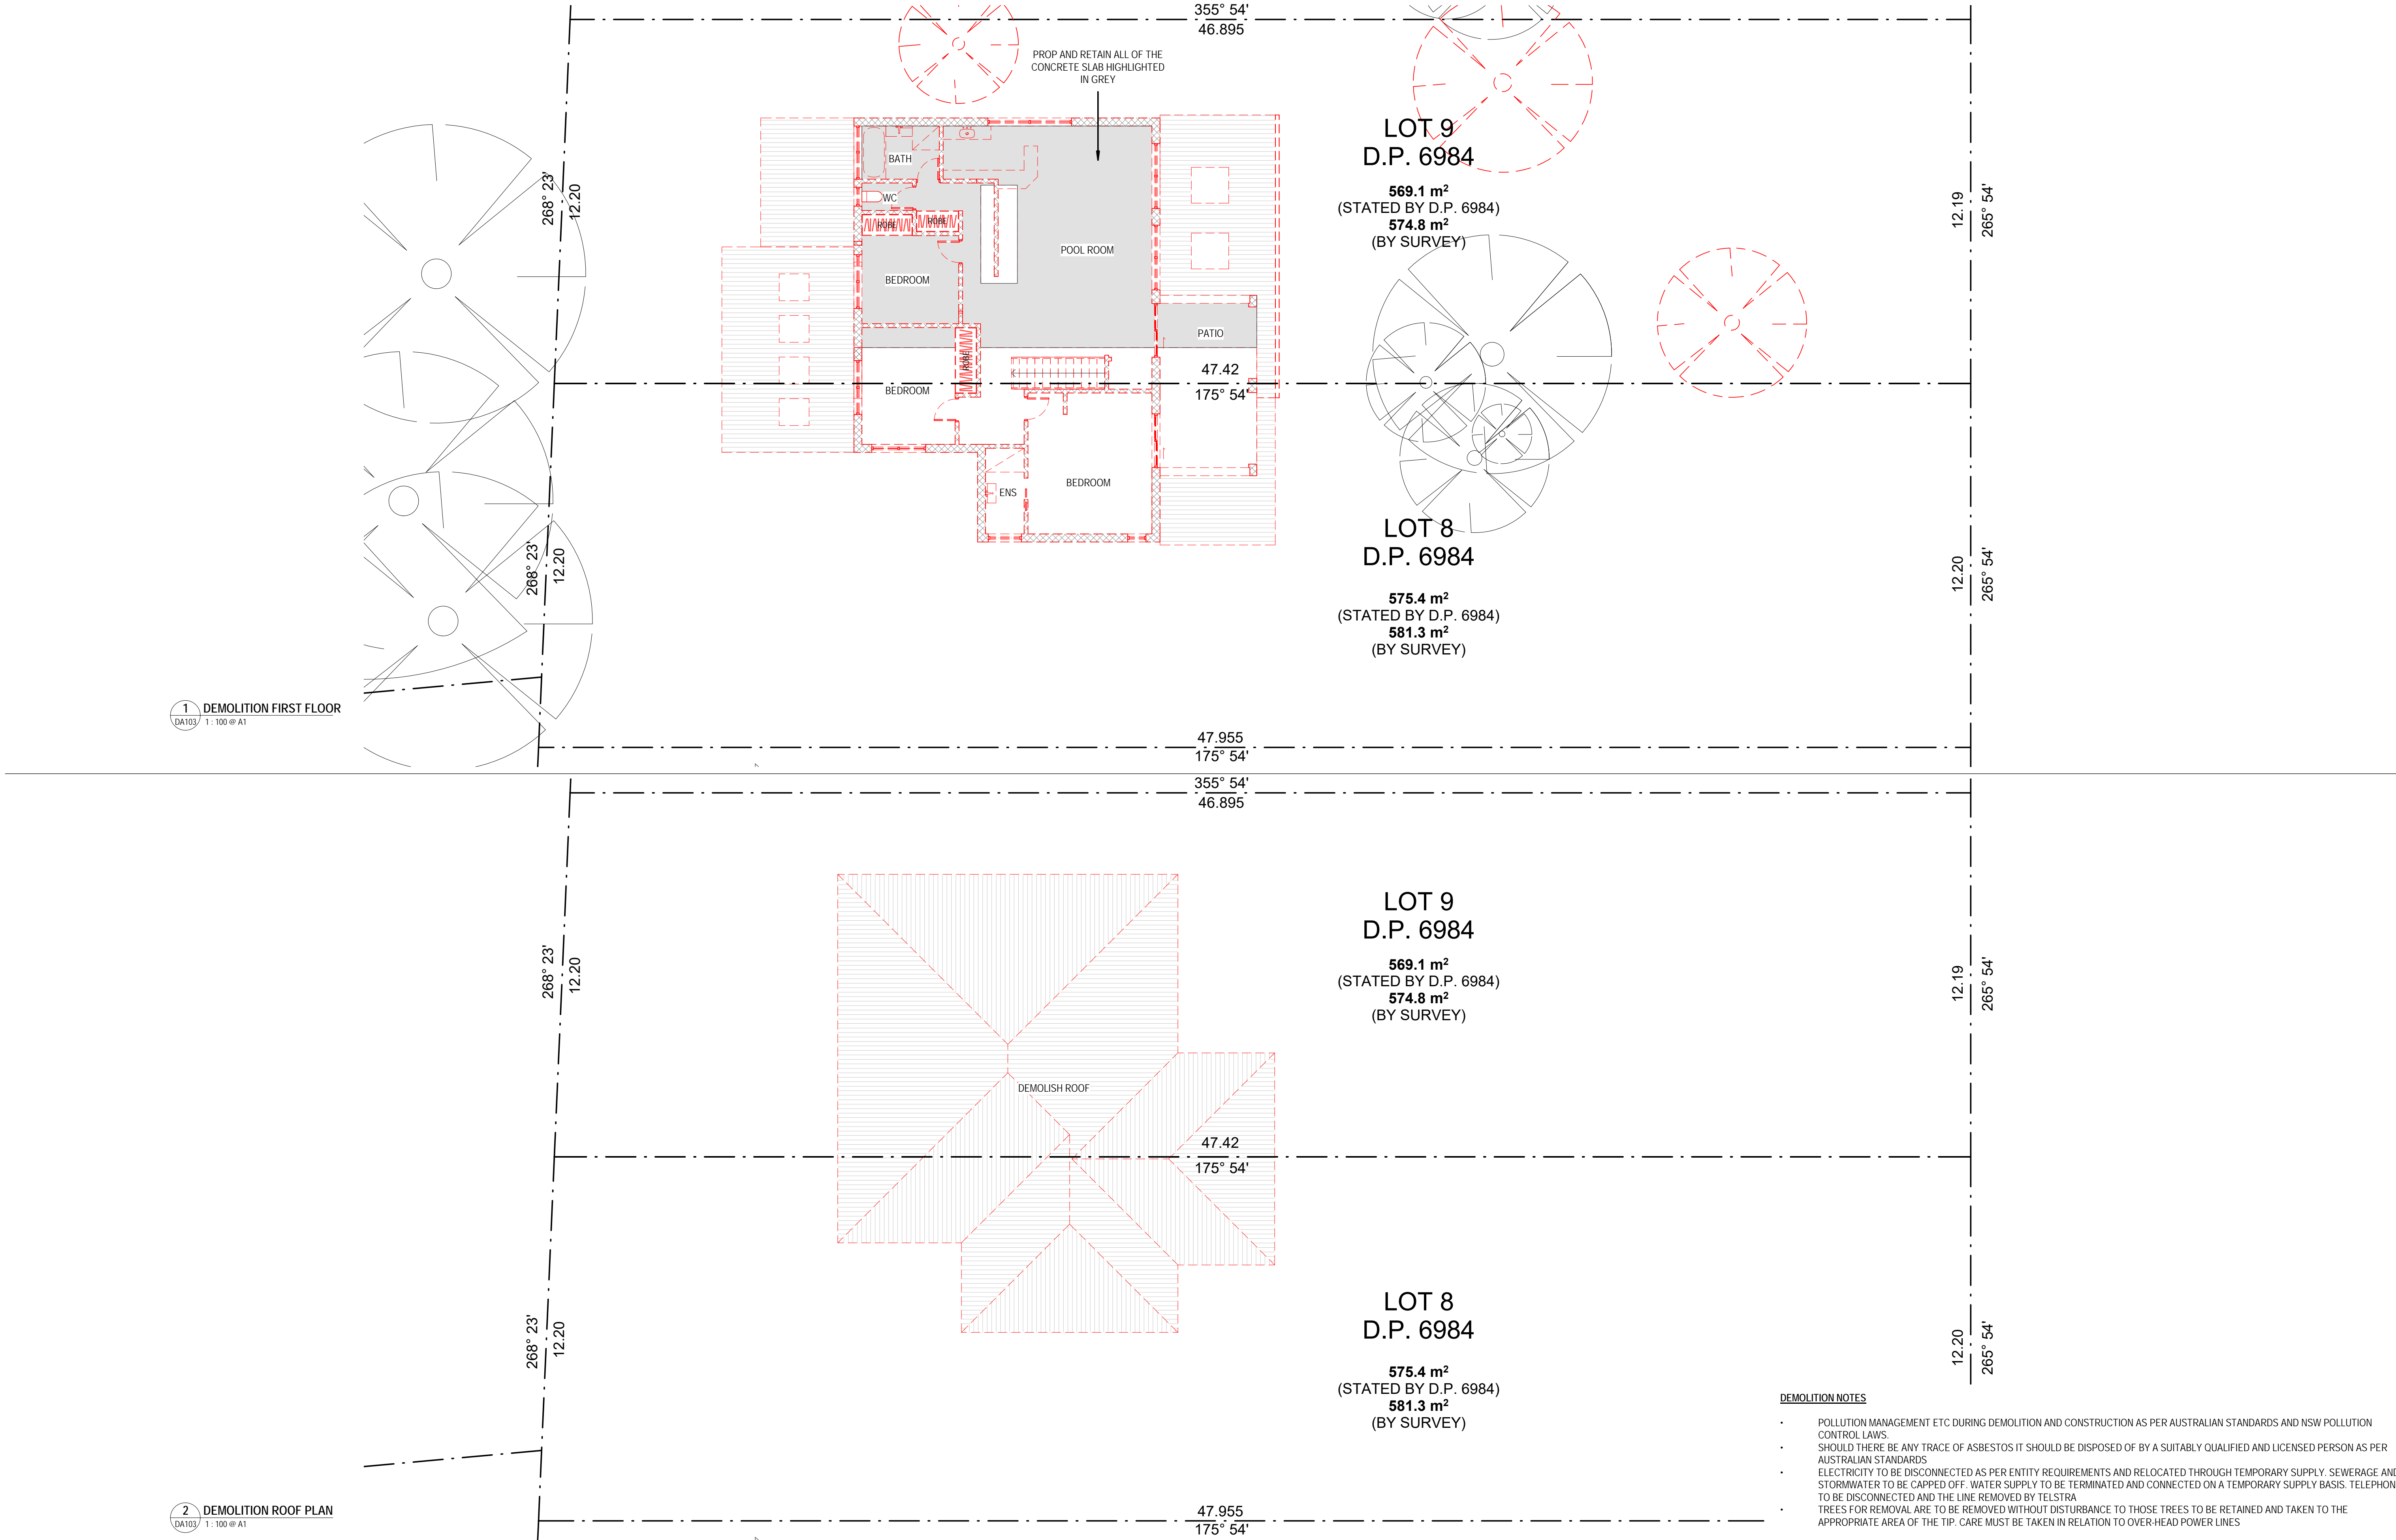 355° 54'
46.895
PROP AND RETAIN ALL OF THE
CONCRETE SLAB HIGHLIGHTED
IN GREY
LOT 9
D.P. 6984
569.1 m²
(STATED BY D.P. 6984)
574.8 m²
(BY SURVEY)
268° 23'
12.20
12.19
265° 54'
BATH
WC
ROBE
ROBE
POOL ROOM
BEDROOM
PATIO
ROBE
47.42
175° 54'
BEDROOM
BEDROOM
ENS
LOT 8
D.P. 6984
575.4 m²
(STATED BY D.P. 6984)
581.3 m²
(BY SURVEY)
268° 23'
12.20
12.20
265° 54'
1
DA103
DEMOLITION FIRST FLOOR
1 : 100 @ A1
47.955
175° 54'
355° 54'
46.895
LOT 9
D.P. 6984
569.1 m²
(STATED BY D.P. 6984)
574.8 m²
(BY SURVEY)
268° 23'
12.20
12.19
265° 54'
DEMOLISH ROOF
47.42
175° 54'
LOT 8
D.P. 6984
575.4 m²
(STATED BY D.P. 6984)
581.3 m²
(BY SURVEY)
268° 23'
12.20
12.20
265° 54'
2
DA103
DEMOLITION ROOF PLAN
1 : 100 @ A1
47.955
175° 54'
DEMOLITION NOTES
• POLLUTION MANAGEMENT ETC DURING DEMOLITION AND CONSTRUCTION AS PER AUSTRALIAN STANDARDS AND NSW POLLUTION
CONTROL LAWS.
• SHOULD THERE BE ANY TRACE OF ASBESTOS IT SHOULD BE DISPOSED OF BY A SUITABLY QUALIFIED AND LICENSED PERSON AS PER
AUSTRALIAN STANDARDS
• ELECTRICITY TO BE DISCONNECTED AS PER ENTITY REQUIREMENTS AND RELOCATED THROUGH TEMPORARY SUPPLY. SEWERAGE AND
STORMWATER TO BE CAPPED OFF. WATER SUPPLY TO BE TERMINATED AND CONNECTED ON A TEMPORARY SUPPLY BASIS. TELEPHON
TO BE DISCONNECTED AND THE LINE REMOVED BY TELSTRA
• TREES FOR REMOVAL ARE TO BE REMOVED WITHOUT DISTURBANCE TO THOSE TREES TO BE RETAINED AND TAKEN TO THE
APPROPRIATE AREA OF THE TIP. CARE MUST BE TAKEN IN RELATION TO OVER-HEAD POWER LINES